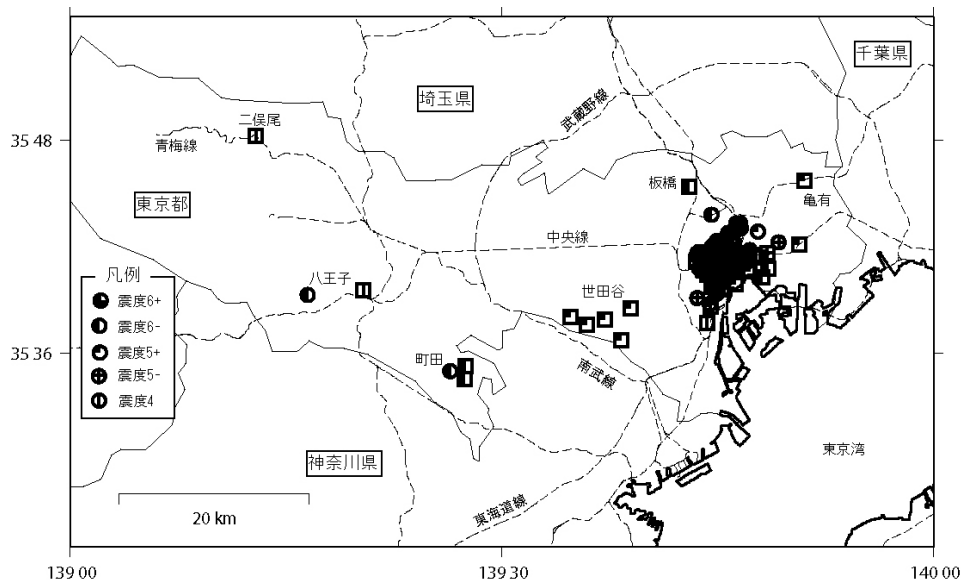 千葉県
埼玉県
武蔵野線
二俣尾
35 48
青梅線
板橋
東京都
亀有
中央線
凡例
震度6+
震度6-
震度5+
震度5-
震度4
八王子
世田谷
35 36
町田
南武線
東京湾
神奈川県
東海道線
20 km
139 00
139 30
140 00